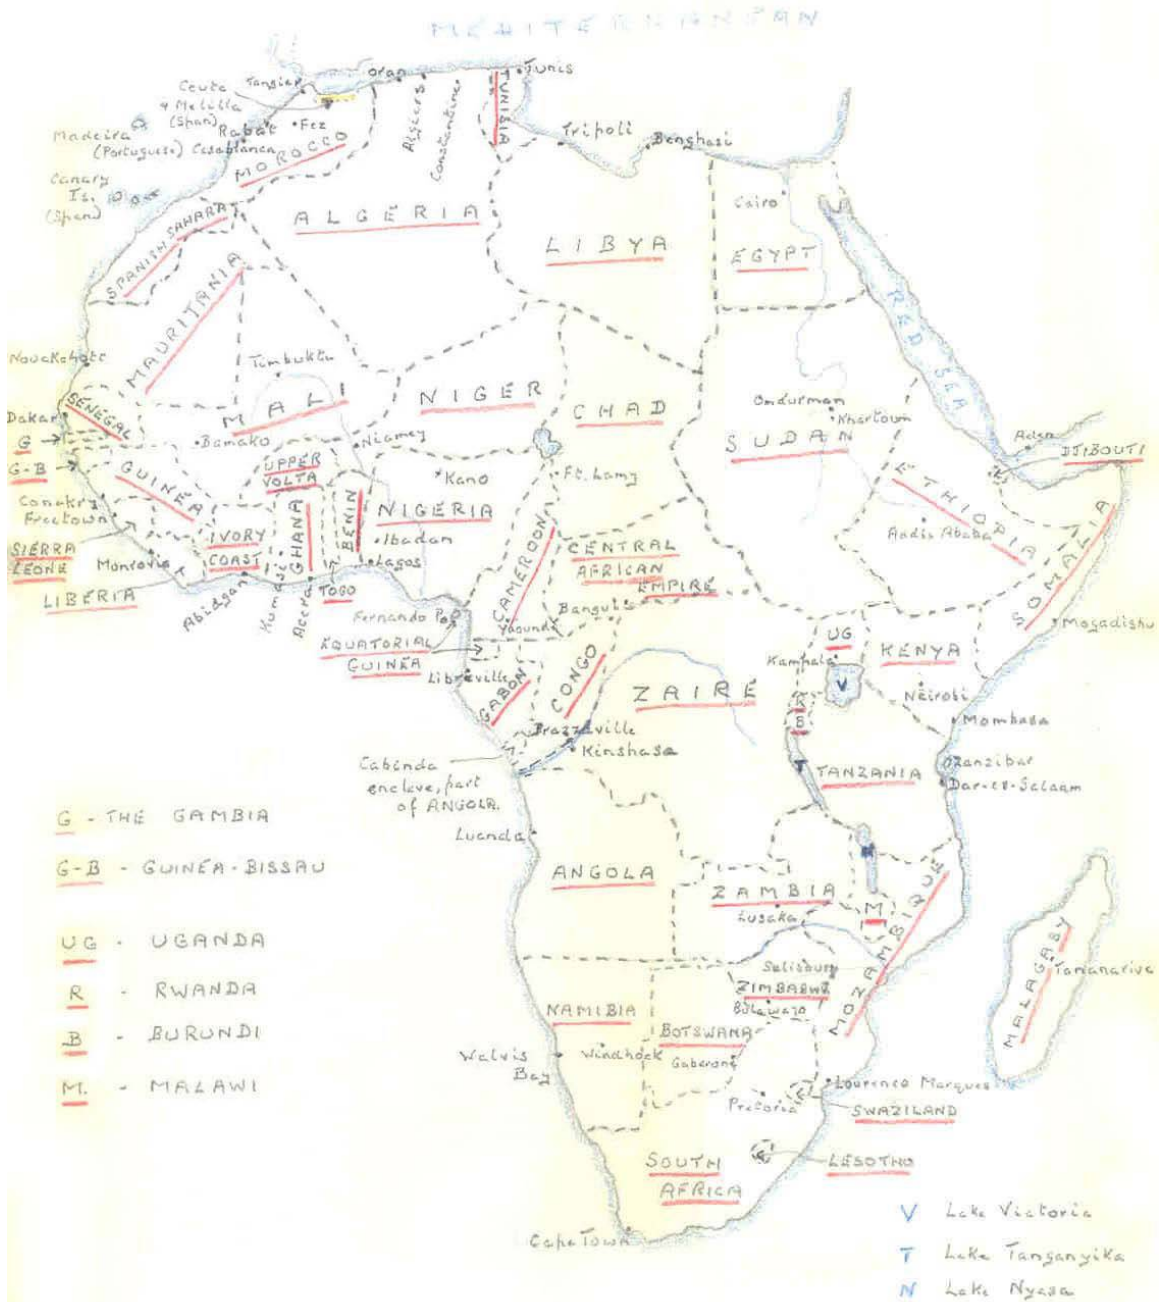 MEDITERRANEAN
Ceuta
& Melilla
(Span)
Tangier
Oran
Algiers
Constantine
Tunis
TUNISIA
Madeira
(Portuguese)
Rabat
Fez
Casablanca
MOROCCO
Tripoli
Benghasi
Canary
Is.
(Span)
SPANISH SAHARA
ALGERIA
LIBYA
Cairo
EGYPT
RED SEA
MAURITANIA
Nouakchott
Timbuktu
MALI
NIGER
CHAD
Omdurman
Khartoum
SUDAN
Aden
DJIBOUTI
SENEGAL
Dakar
G
G-B
Bamako
Niamey
UPPER
VOLTA
Kano
Ft. Lamy
ETHIOPIA
Addis Ababa
SOMALIA
GUINEA
Conakry
Freetown
SIERRA
LEONE
Monrovia
LIBERIA
IVORY
COAST
Abidgan
Kumasi
GHANA
Accra
TOGO
BENIN
NIGERIA
Ibadan
Lagos
CAMEROON
CENTRAL
AFRICAN
EMPIRE
Bangui
Fernando Po
Yaounde
EQUATORIAL
GUINEA
Libreville
GABON
CONGO
ZAIRE
UG
Kampala
KENYA
Mogadishu
V
Neirobi
R
B
Mombasa
Brazzaville
Kinshasa
Cabinda
enclave, part
of ANGOLA.
T
TANZANIA
Zanzibar
Dar-es-Salaam
G - THE GAMBIA
G-B - GUINEA-BISSAU
UG - UGANDA
R - RWANDA
B - BURUNDI
M. - MALAWI
Luanda
ANGOLA
N
ZAMBIA
Lusaka
M
MOZAMBIQUE
MALAGASY
Tananarive
Salisbury
ZIMBABWE
Bulawayo
NAMIBIA
BOTSWANA
Walvis
Bay
Windhoek
Gaberone
Lourenco Marques
Pretoria
SWAZILAND
SOUTH
AFRICA
LESOTHO
Cape Town
V Lake Victoria
T Lake Tanganyika
N Lake Nyasa